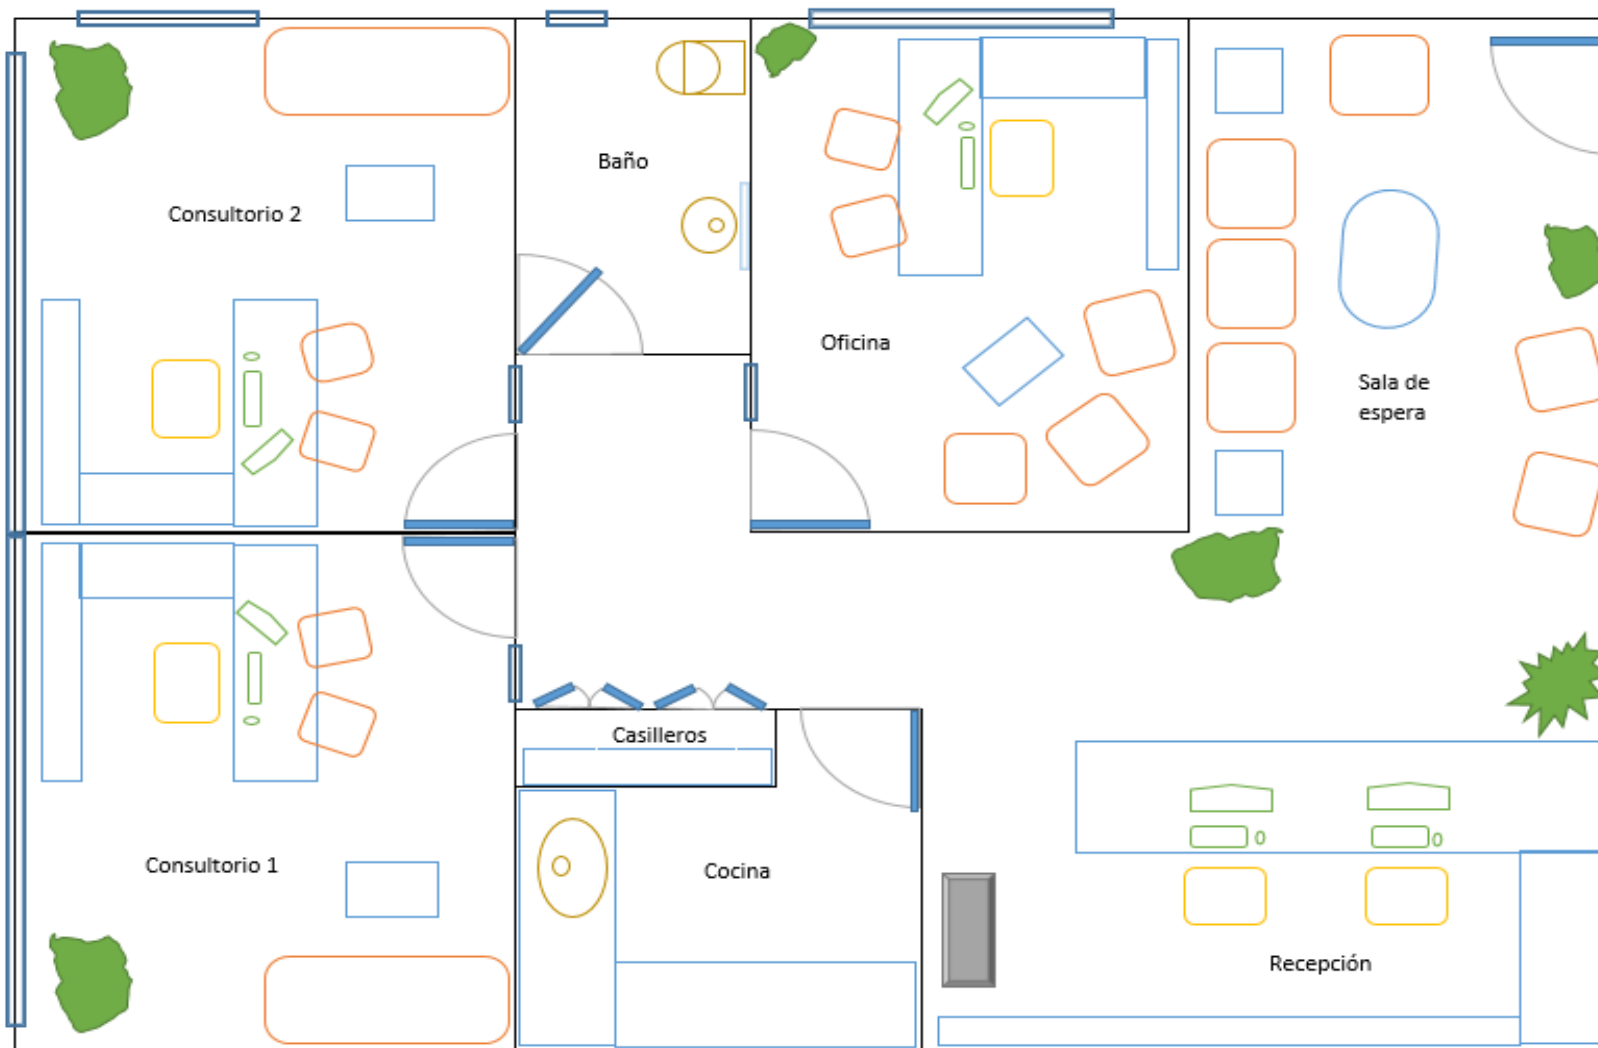 Baño
Consultorio 2
Oficina
Sala de
espera
Casilleros
Consultorio 1
Cocina
Recepción